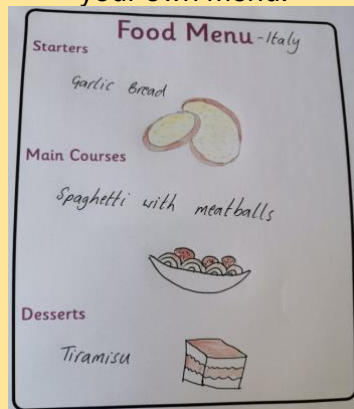 your own menu.
Food Menu - Italy
Starters
Garlic Bread
Main Courses
Spaghetti with meatballs
Desserts
Tiramisu